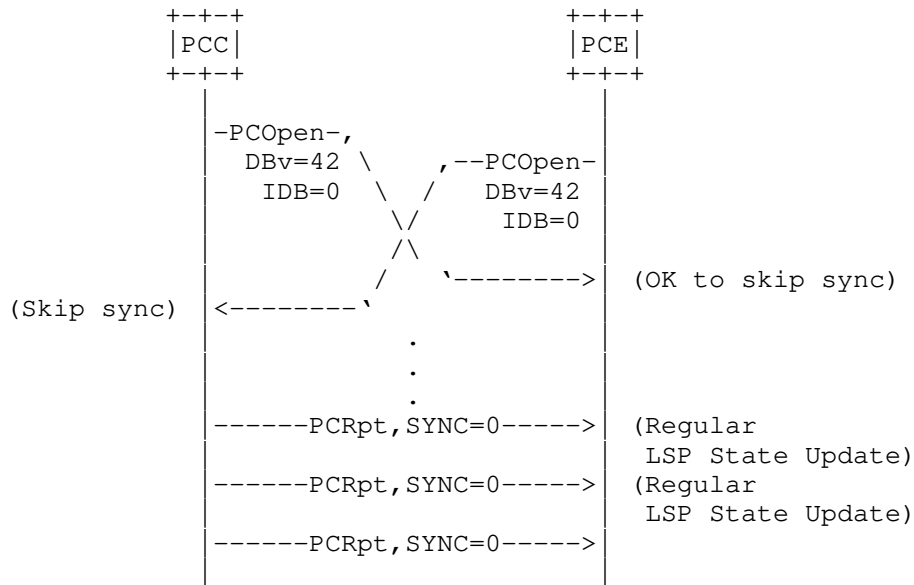 +-+-+                    +-+-+
|PCC|                    |PCE|
+-+-+                    +-+-+
-PCOpen-,
DBv=42 \    ,--PCOpen-
IDB=0 \  /   DBv=42
\/    IDB=0
/\
/  `-------->| (OK to skip sync)
(Skip sync) |<--------`
.
.
.
|------PCRpt,SYNC=0----->| (Regular
LSP State Update)
|------PCRpt,SYNC=0----->| (Regular
LSP State Update)
|------PCRpt,SYNC=0----->|